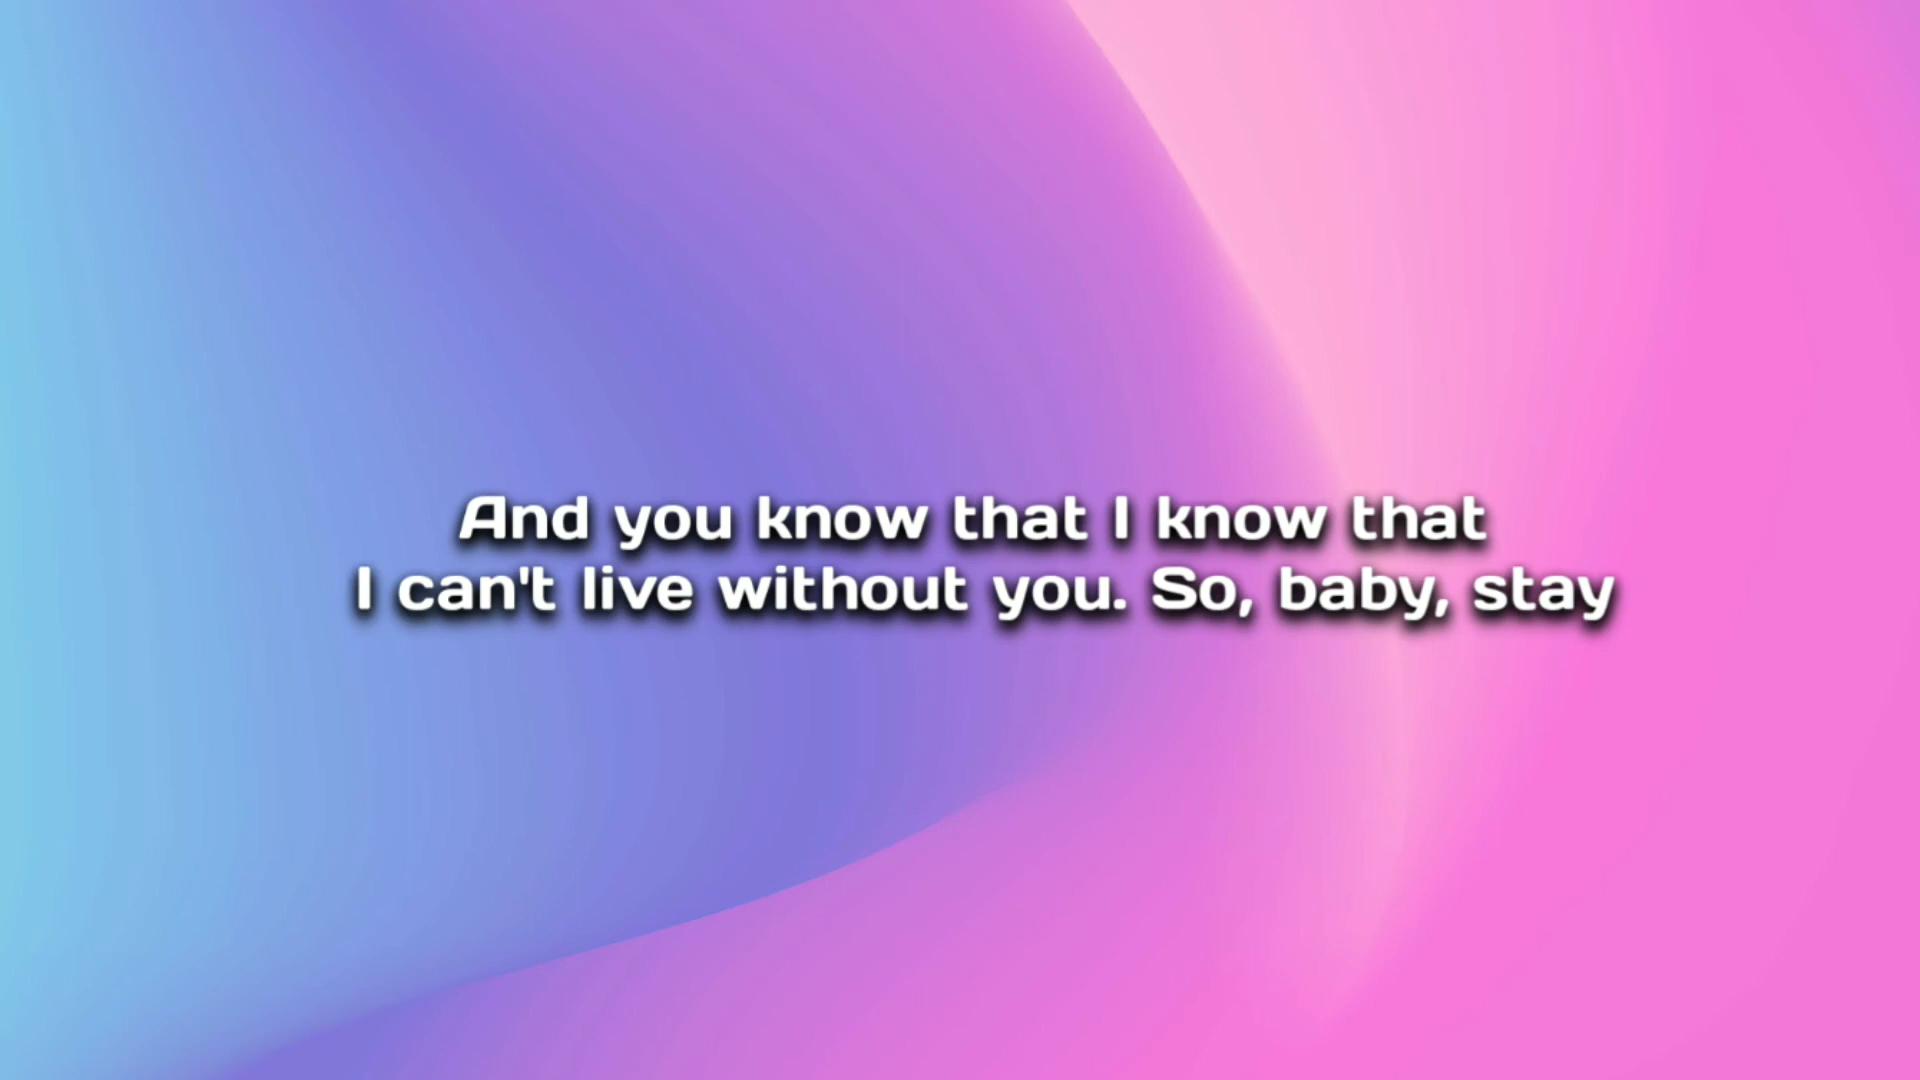 And you know that I know that
I can't live without you. So, baby, stay